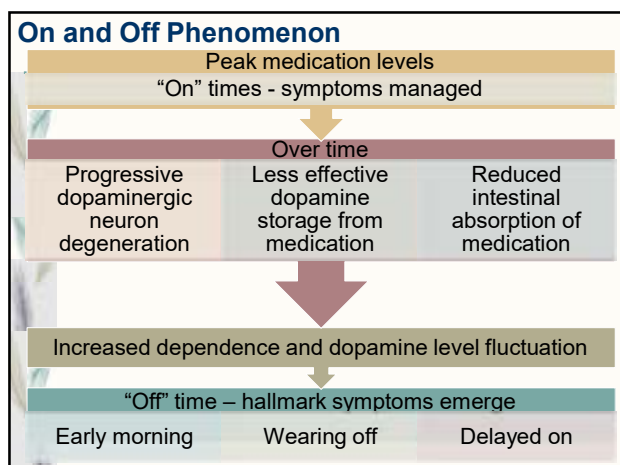 On and Off Phenomenon
Peak medication levels
“On” times - symptoms managed
Over time
Progressive
dopaminergic
neuron
degeneration
Less effective
dopamine
storage from
medication
Reduced
intestinal
absorption of
medication
Increased dependence and dopamine level fluctuation
“Off” time – hallmark symptoms emerge
Early morning
Wearing off
Delayed on